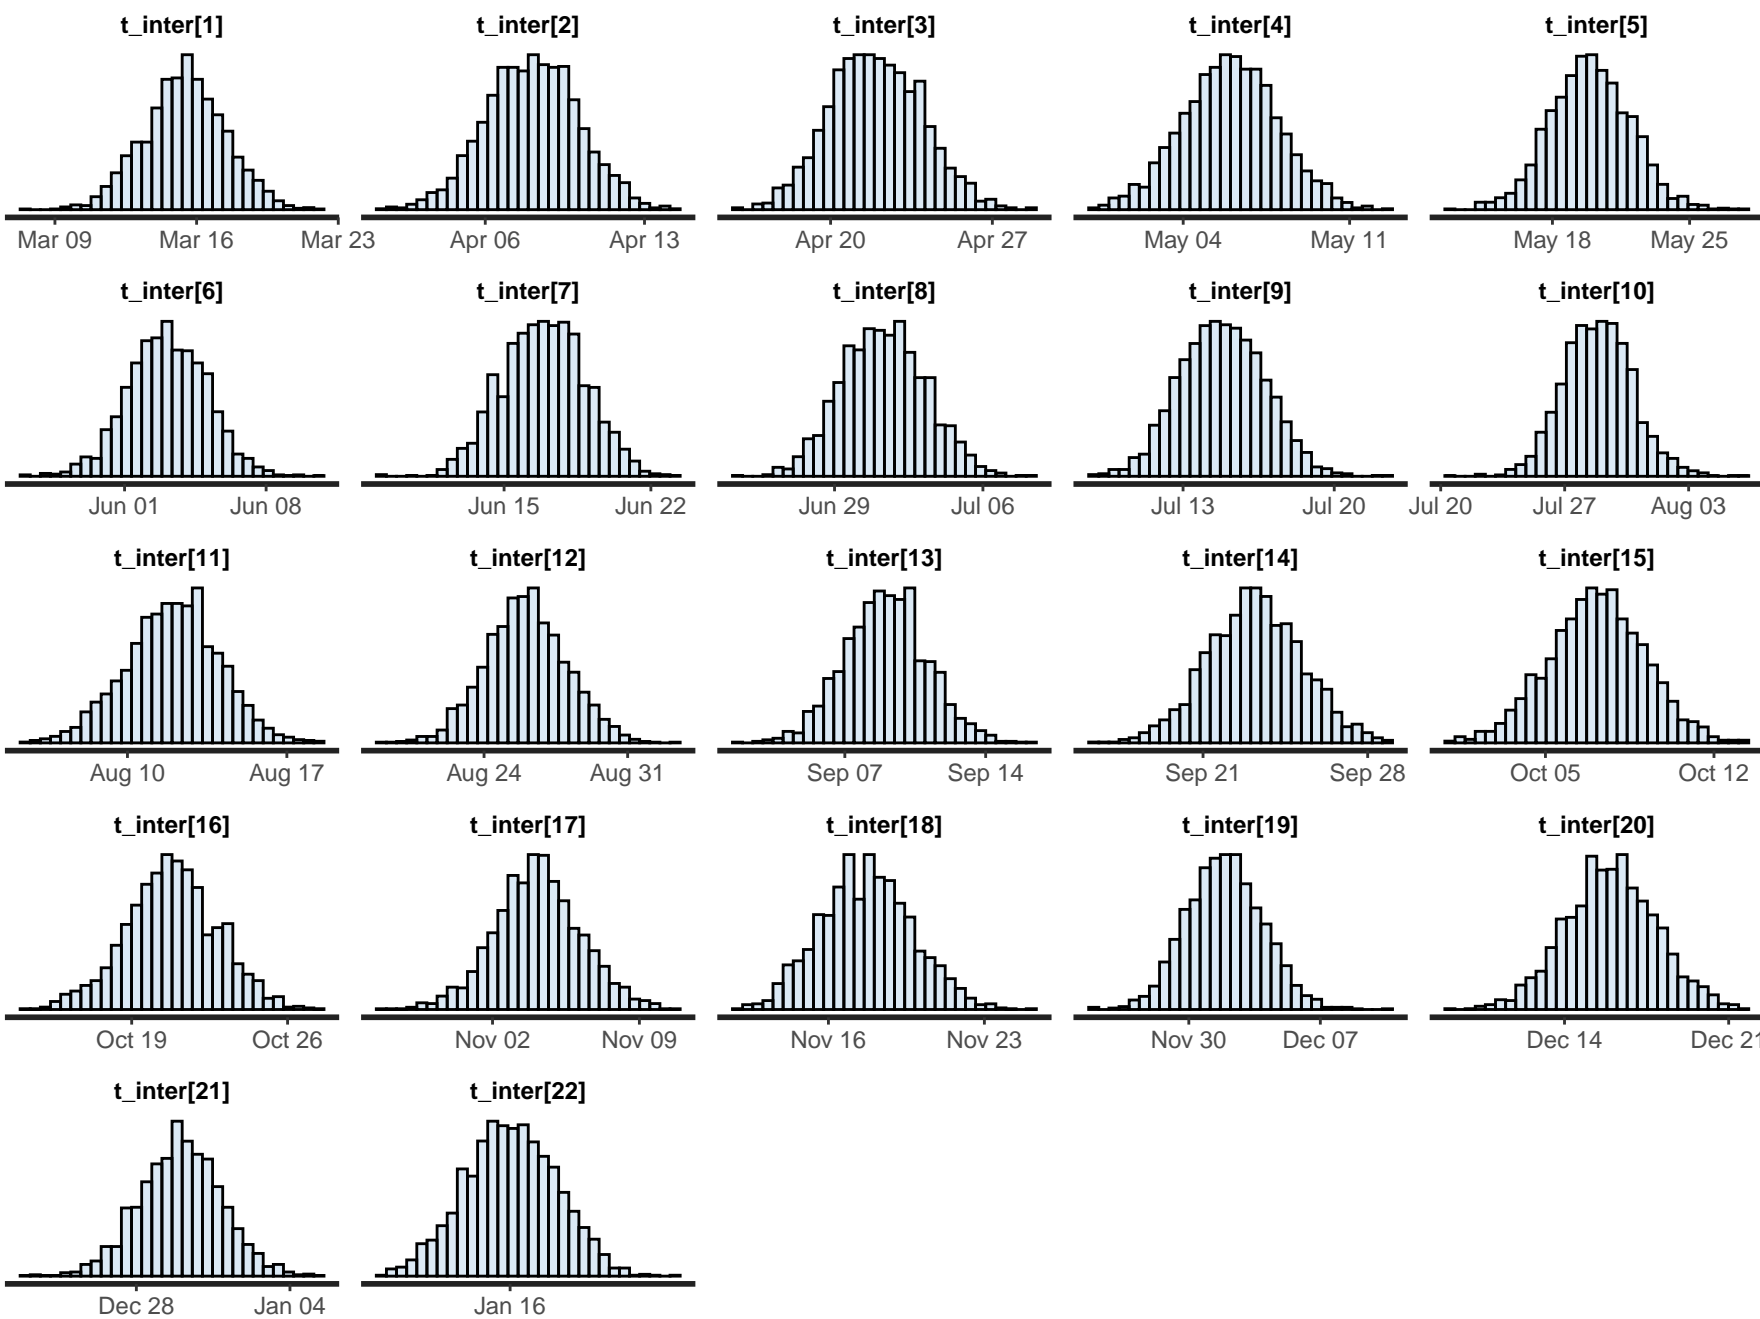 t_inter[1] t_inter[2] t_inter[3] t_inter[4] t_inter[5]
Mar 09 Mar 16 Mar 23 Apr 06 Apr 13 Apr 20 Apr 27 May 04 May 11 May 18 May 25
t_inter[6] t_inter[7] t_inter[8] t_inter[9] t_inter[10]
Jun 01 Jun 08 Jun 15 Jun 22 Jun 29 Jul 06 Jul 13 Jul 20 Jul 20 Jul 27 Aug 03
t_inter[11] t_inter[12] t_inter[13] t_inter[14] t_inter[15]
Aug 10 Aug 17 Aug 24 Aug 31 Sep 07 Sep 14 Sep 21 Sep 28 Oct 05 Oct 12
t_inter[16] t_inter[17] t_inter[18] t_inter[19] t_inter[20]
Oct 19 Oct 26 Nov 02 Nov 09 Nov 16 Nov 23 Nov 30 Dec 07 Dec 14 Dec 21
t_inter[21] t_inter[22]
Dec 28 Jan 04 Jan 16